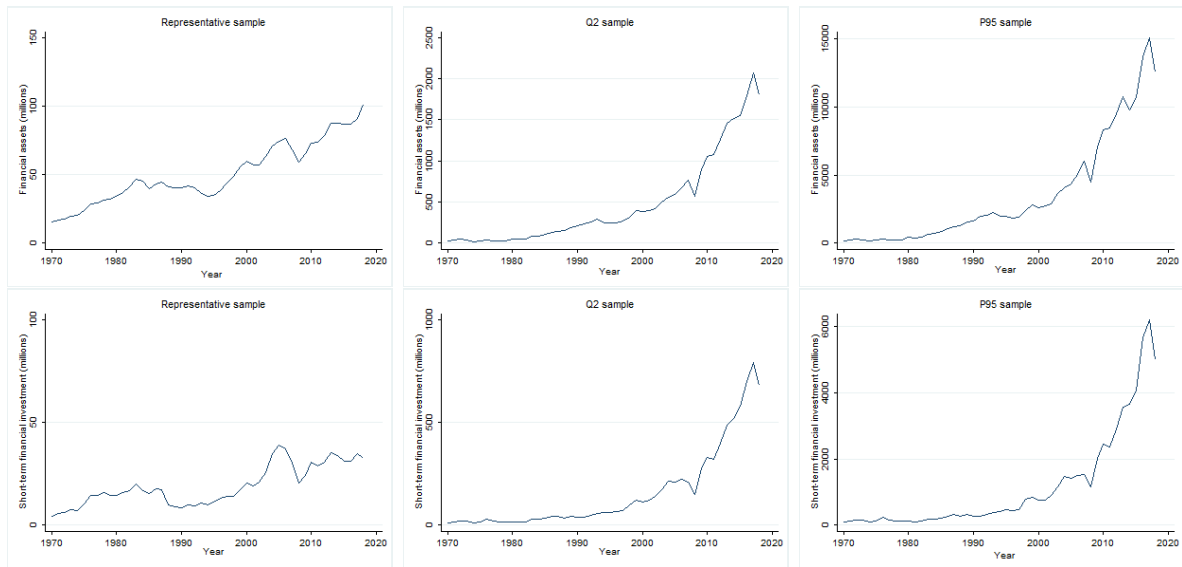 Representative sample
Financial assets (millions)
150
100
50
0
1970 1980 1990 2000 2010 2020
Year
Q2 sample
Financial assets (millions)
2500
2000
1500
1000
500
0
1970 1980 1990 2000 2010 2020
Year
P95 sample
Financial assets (millions)
15000
10000
5000
0
1970 1980 1990 2000 2010 2020
Year
Representative sample
Short-term financial investment (millions)
100
50
0
1970 1980 1990 2000 2010 2020
Year
Q2 sample
Short-term financial investment (millions)
1000
500
0
1970 1980 1990 2000 2010 2020
Year
P95 sample
Short-term financial investment (millions)
6000
4000
2000
0
1970 1980 1990 2000 2010 2020
Year